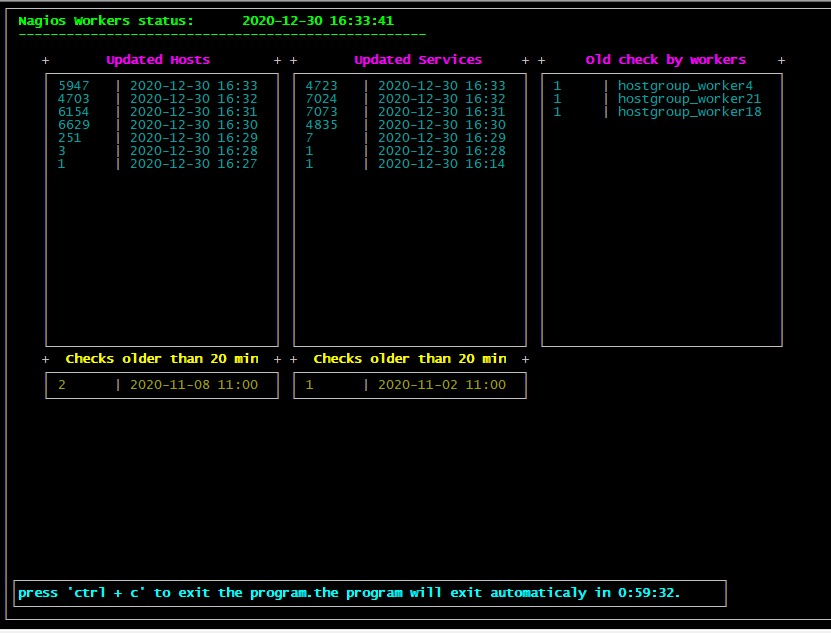 Nagios Workers status: 2020-12-30 16:33:41
--------------------------------------------------
+ Updated Hosts + + Updated Services + + Old check by workers +
5947 | 2020-12-30 16:33 4723 | 2020-12-30 16:33 1 | hostgroup_worker4
4703 | 2020-12-30 16:32 7024 | 2020-12-30 16:32 1 | hostgroup_worker21
6154 | 2020-12-30 16:31 7073 | 2020-12-30 16:31 1 | hostgroup_worker18
6629 | 2020-12-30 16:30 4835 | 2020-12-30 16:30
251 | 2020-12-30 16:29 7 | 2020-12-30 16:29
3 | 2020-12-30 16:28 1 | 2020-12-30 16:28
1 | 2020-12-30 16:27 1 | 2020-12-30 16:14
+ Checks older than 20 min + + Checks older than 20 min +
2 | 2020-11-08 11:00 1 | 2020-11-02 11:00
press 'ctrl + c' to exit the program.the program will exit automaticaly in 0:59:32.